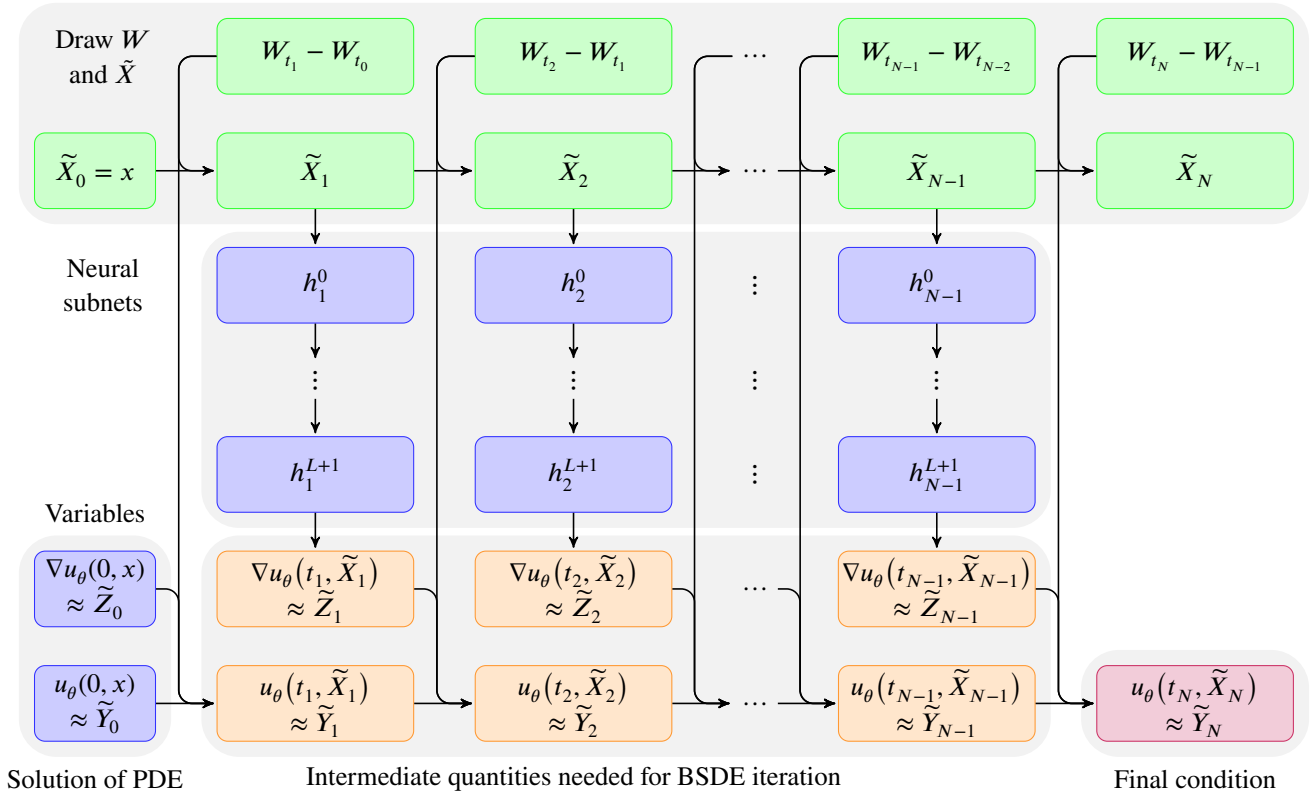 Draw W
and X̃
W_{t_1} − W_{t_0}
W_{t_2} − W_{t_1}
⋯
W_{t_{N−1}} − W_{t_{N−2}}
W_{t_N} − W_{t_{N−1}}
X̃_0 = x
X̃_1
X̃_2
⋯
X̃_{N−1}
X̃_N
Neural
subnets
h_1^0
h_2^0
⋮
h_{N−1}^0
⋮
⋮
⋮
⋮
h_1^{L+1}
h_2^{L+1}
⋮
h_{N−1}^{L+1}
Variables
∇u_θ(0, x)
≈ Z̃_0
∇u_θ(t_1, X̃_1)
≈ Z̃_1
∇u_θ(t_2, X̃_2)
≈ Z̃_2
⋯
∇u_θ(t_{N−1}, X̃_{N−1})
≈ Z̃_{N−1}
u_θ(0, x)
≈ Ỹ_0
u_θ(t_1, X̃_1)
≈ Ỹ_1
u_θ(t_2, X̃_2)
≈ Ỹ_2
⋯
u_θ(t_{N−1}, X̃_{N−1})
≈ Ỹ_{N−1}
u_θ(t_N, X̃_N)
≈ Ỹ_N
Solution of PDE
Intermediate quantities needed for BSDE iteration
Final condition